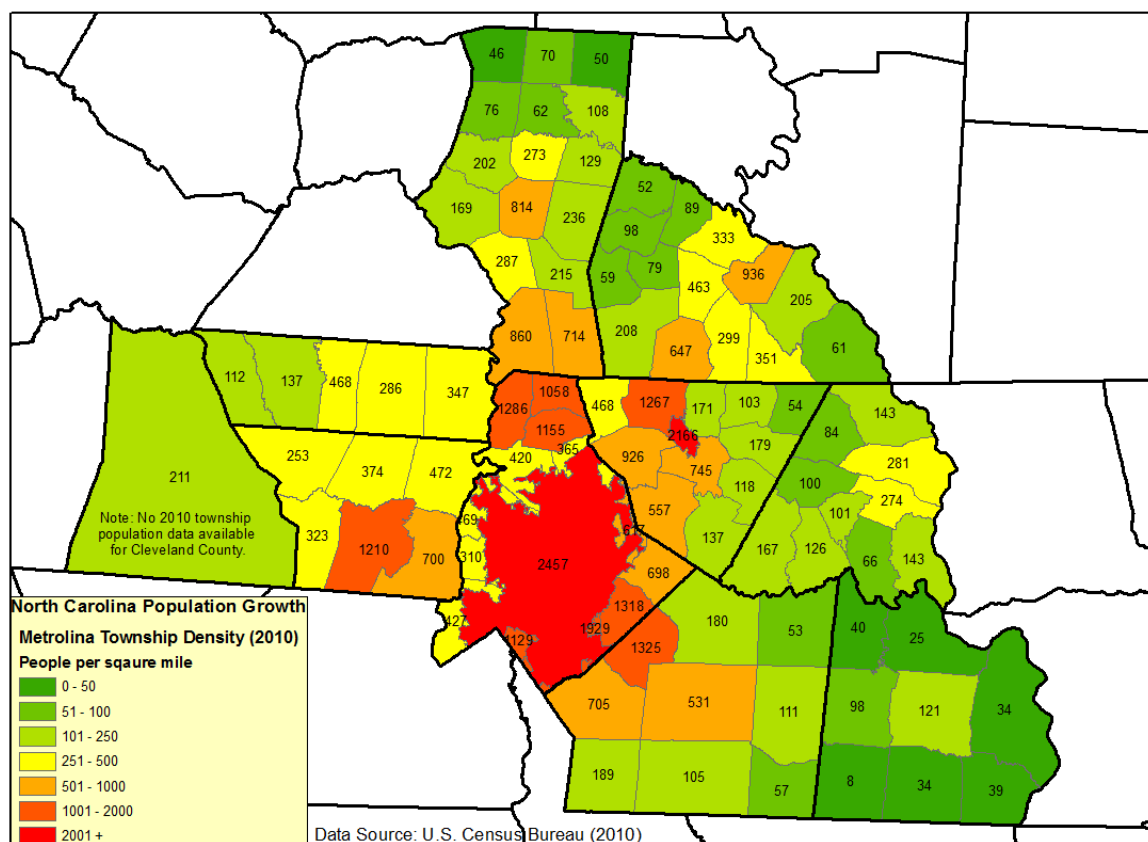 46 70 50
76 62 108
202 273 129
52
169 814 236 89
98 333
287 215 59 79 936
463 205
860 714 208 647 299 351 61
112 137 468 286 347
1286 1058 468 1267 171 103 54 143
1155 2166 84
420 365 926 179 281
253 374 472 745
211 118 100 274
Note: No 2010 township
population data available
for Cleveland County.
323 1210 700 557 137 101
310 2457 698 167 126 66 143
427 1129 1929 1318
1325 180 53 40 25
705 531 111 98 121 34
189 105 57 8 34 39
North Carolina Population Growth
Metrolina Township Density (2010)
People per sqaure mile
0 - 50
51 - 100
101 - 250
251 - 500
501 - 1000
1001 - 2000
2001 +
Data Source: U.S. Census Bureau (2010)